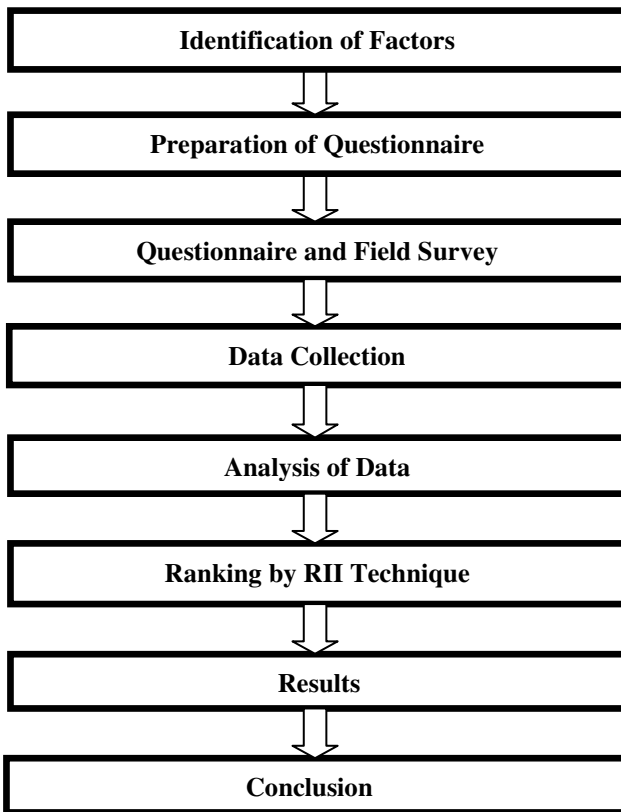 Identification of Factors
Preparation of Questionnaire
Questionnaire and Field Survey
Data Collection
Analysis of Data
Ranking by RII Technique
Results
Conclusion